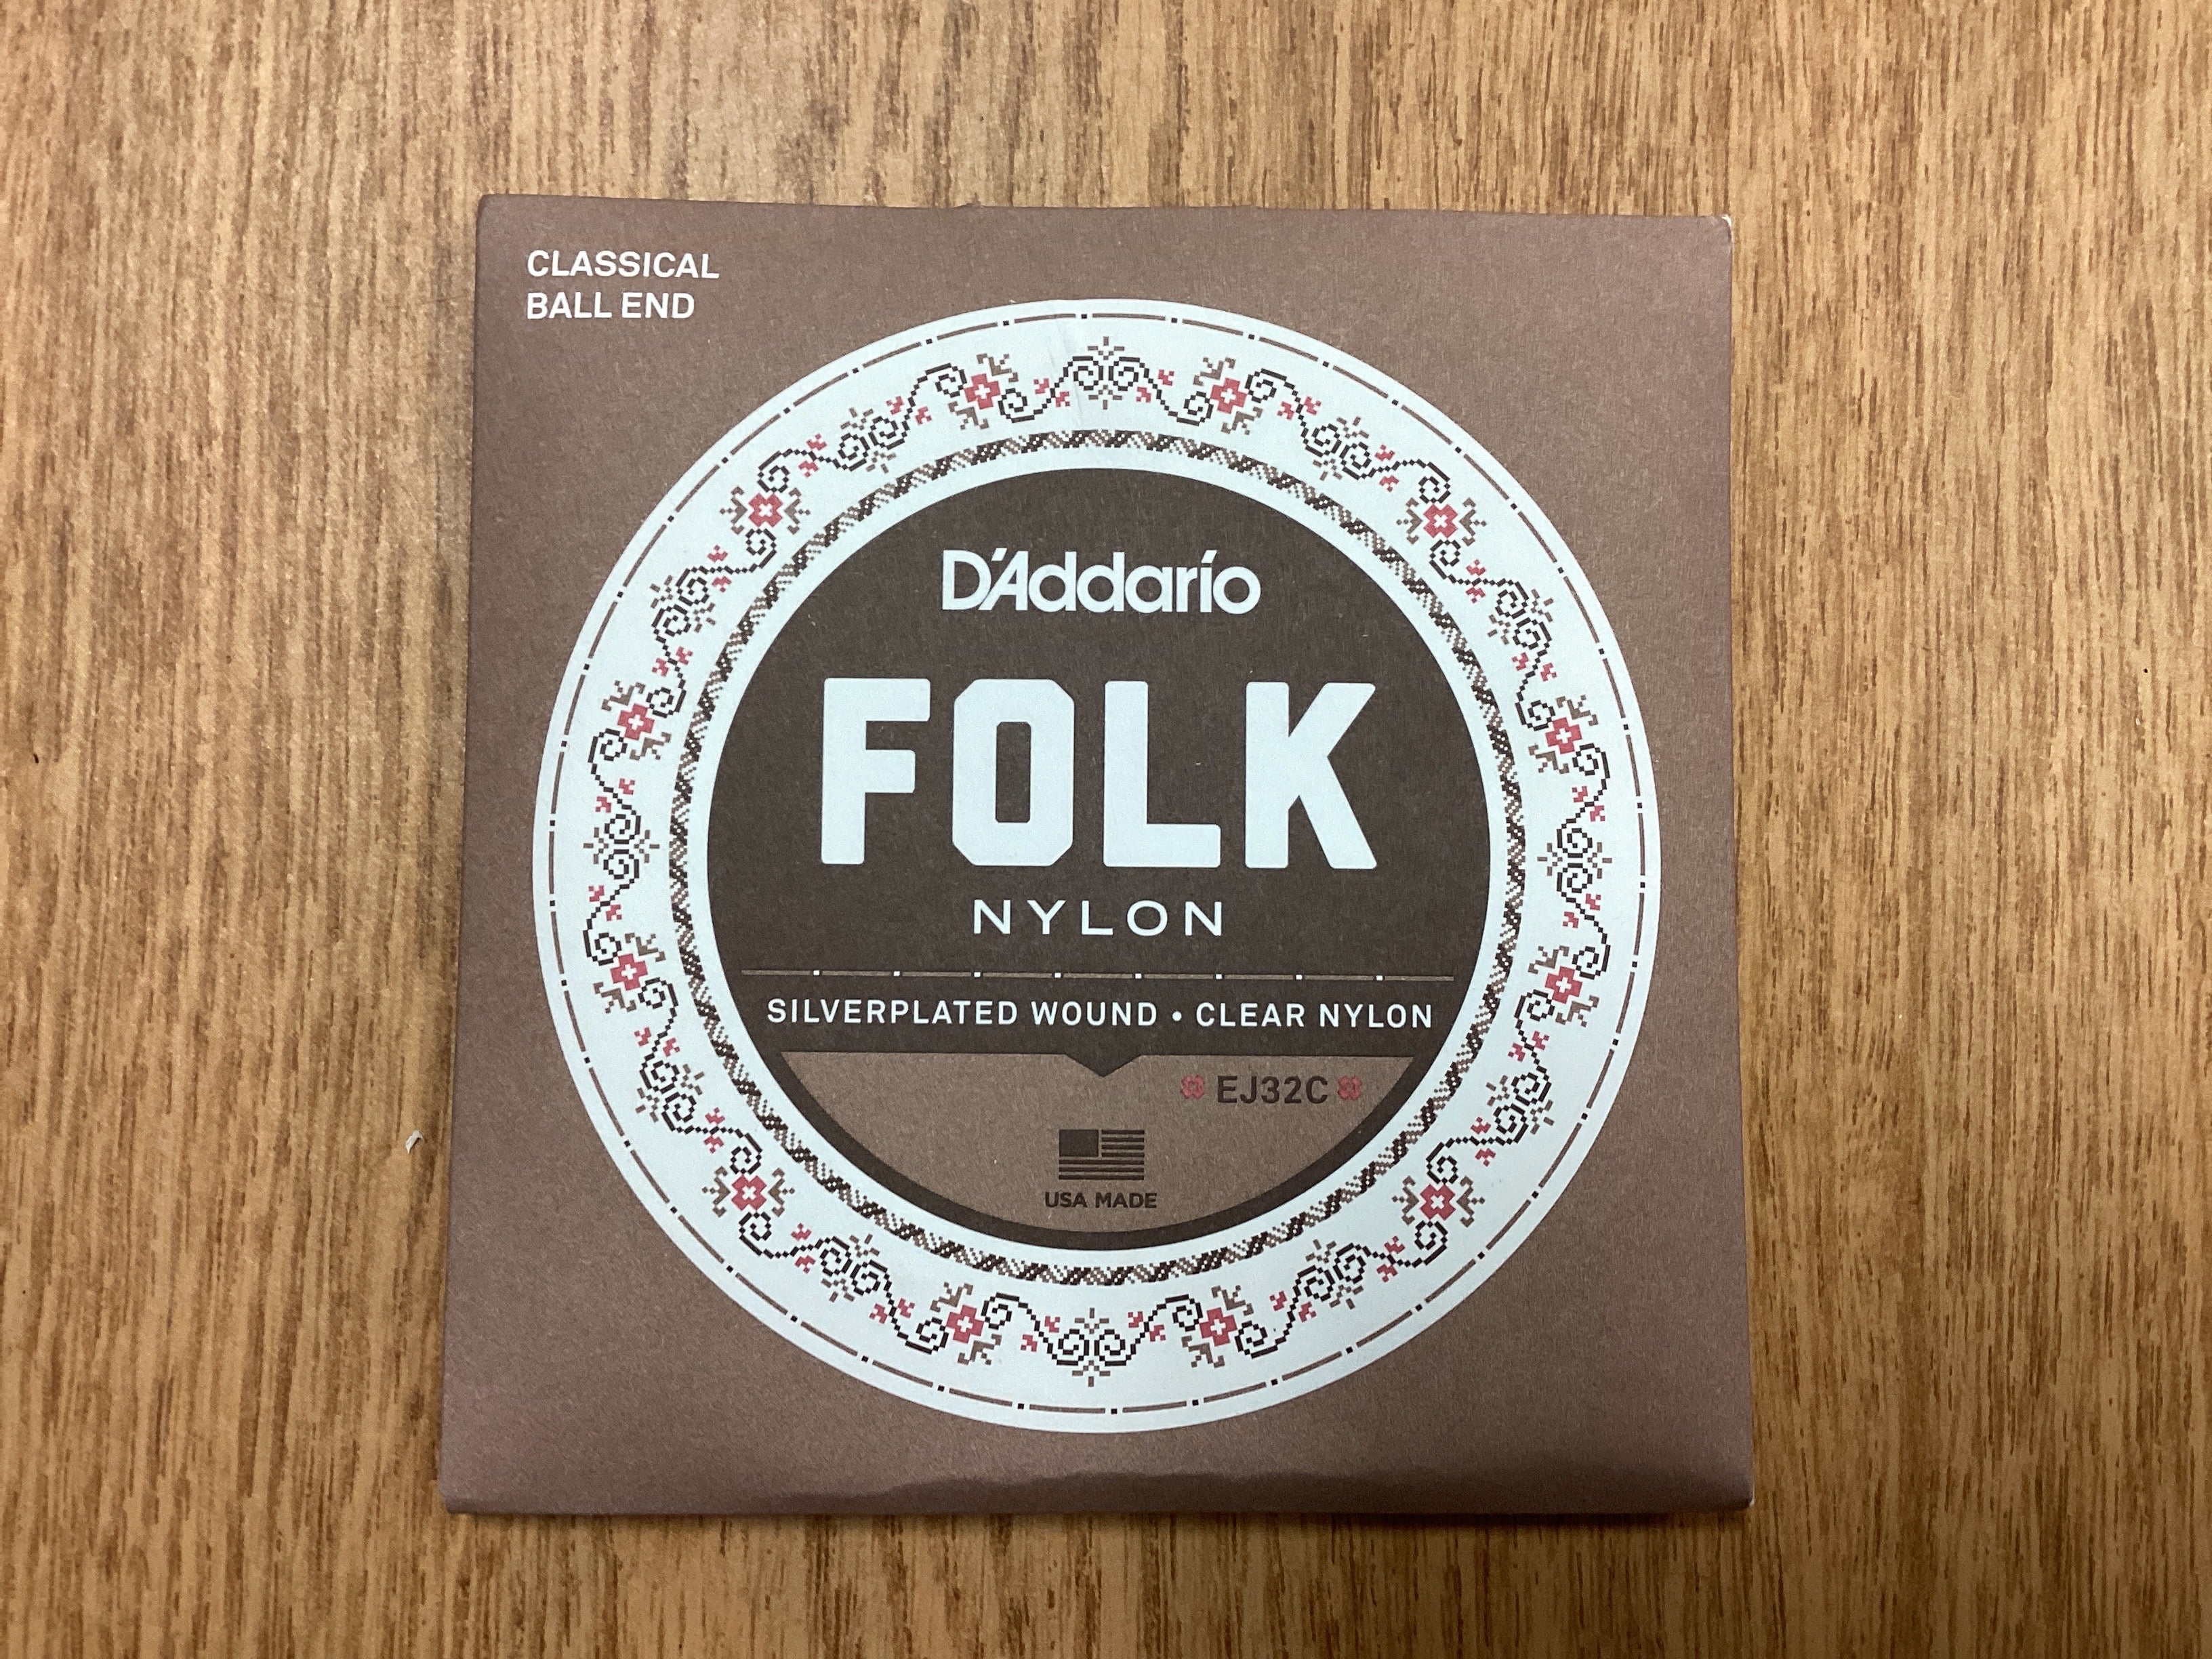 CLASSICAL
BALL END
D'Addario
FOLK
NYLON
SILVERPLATED WOUND • CLEAR NYLON
EJ32C
USA MADE